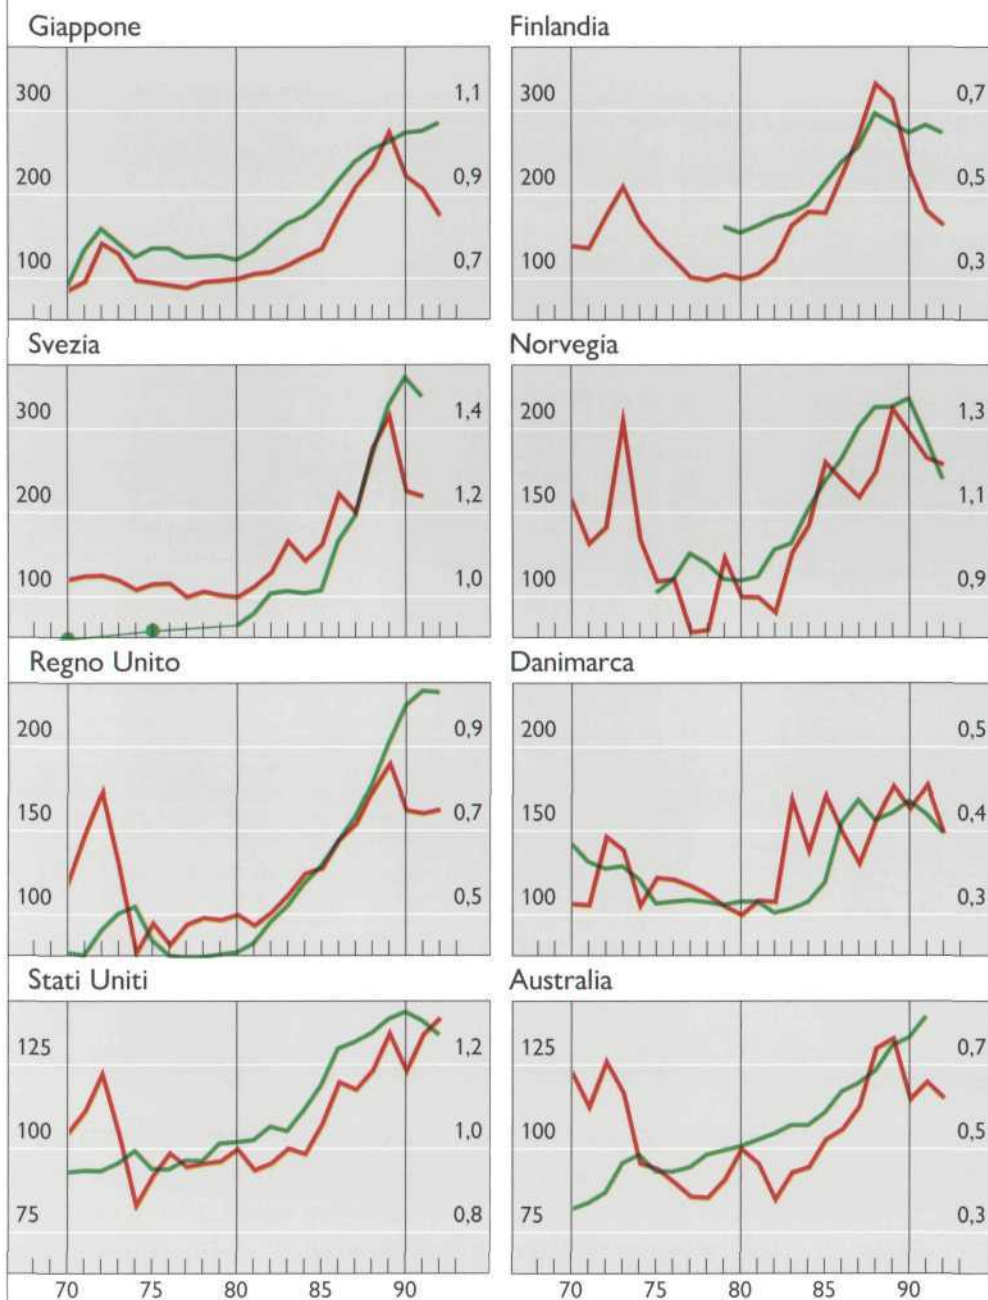 Giappone Finlandia
300 1,1 300 0,7
200 0,9 200 0,5
100 0,7 100 0,3
Svezia Norvegia
300 1,4 200 1,3
200 1,2 150 1,1
100 1,0 100 0,9
Regno Unito Danimarca
200 0,9 200 0,5
150 0,7 150 0,4
100 0,5 100 0,3
Stati Uniti Australia
125 1,2 125 0,7
100 1,0 100 0,5
75 0,8 75 0,3
70 75 80 85 90 70 75 80 85 90